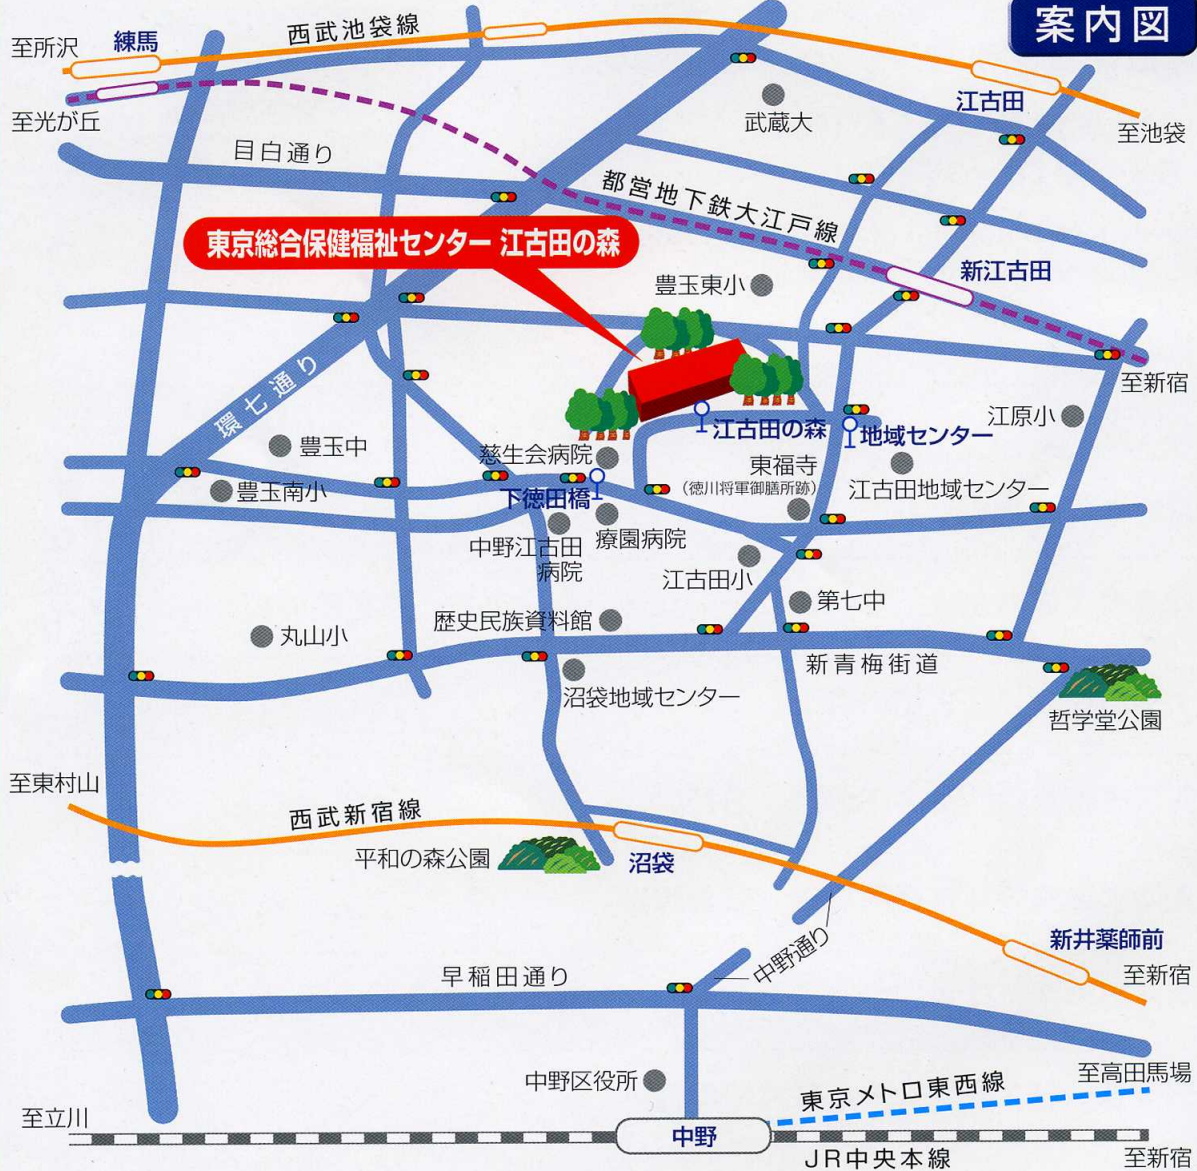 案内図
西武池袋線
至所沢
練馬
江古田
至池袋
至光が丘
武蔵大
目白通り
都営地下鉄大江戸線
東京総合保健福祉センター 江古田の森
新江古田
豊玉東小
至新宿
環七通り
江古田の森
地域センター
江原小
豊玉中
慈生会病院
東福寺
(徳川将軍御膳所跡)
豊玉南小
下徳田橋
江古田地域センター
中野江古田
病院
療園病院
江古田小
第七中
歴史民族資料館
丸山小
新青梅街道
沼袋地域センター
哲学堂公園
至東村山
西武新宿線
平和の森公園
沼袋
新井薬師前
至新宿
中野通り
早稲田通り
中野区役所
至高田馬場
東京メトロ東西線
至立川
中野
JR中央本線
至新宿